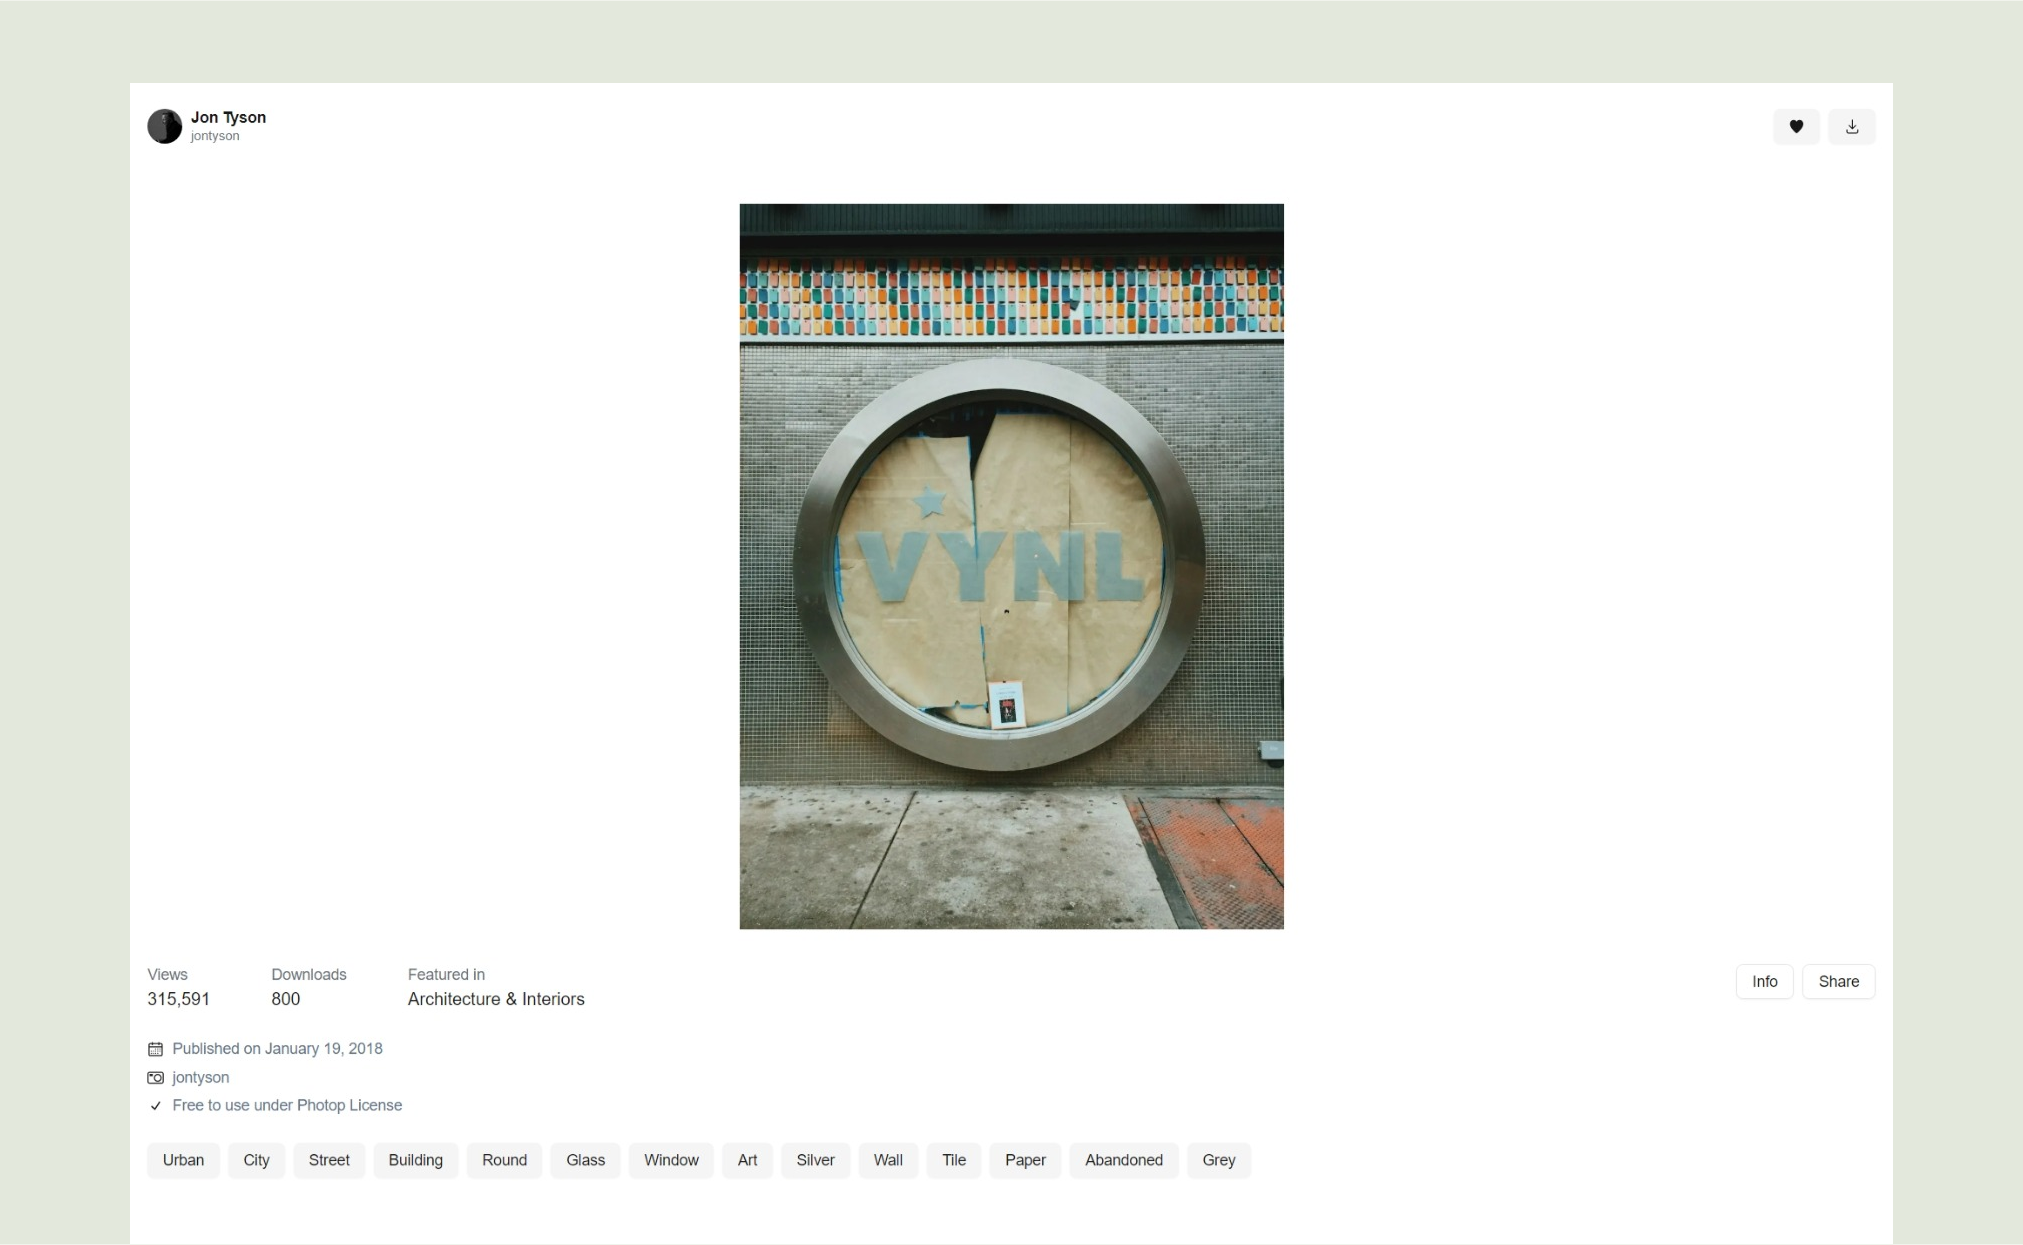 Jon Tyson
jontyson
VYNL
Views
315,591
Downloads
800
Featured in
Architecture & Interiors
Info
Share
Published on January 19, 2018
jontyson
Free to use under Photop License
Urban
City
Street
Building
Round
Glass
Window
Art
Silver
Wall
Tile
Paper
Abandoned
Grey